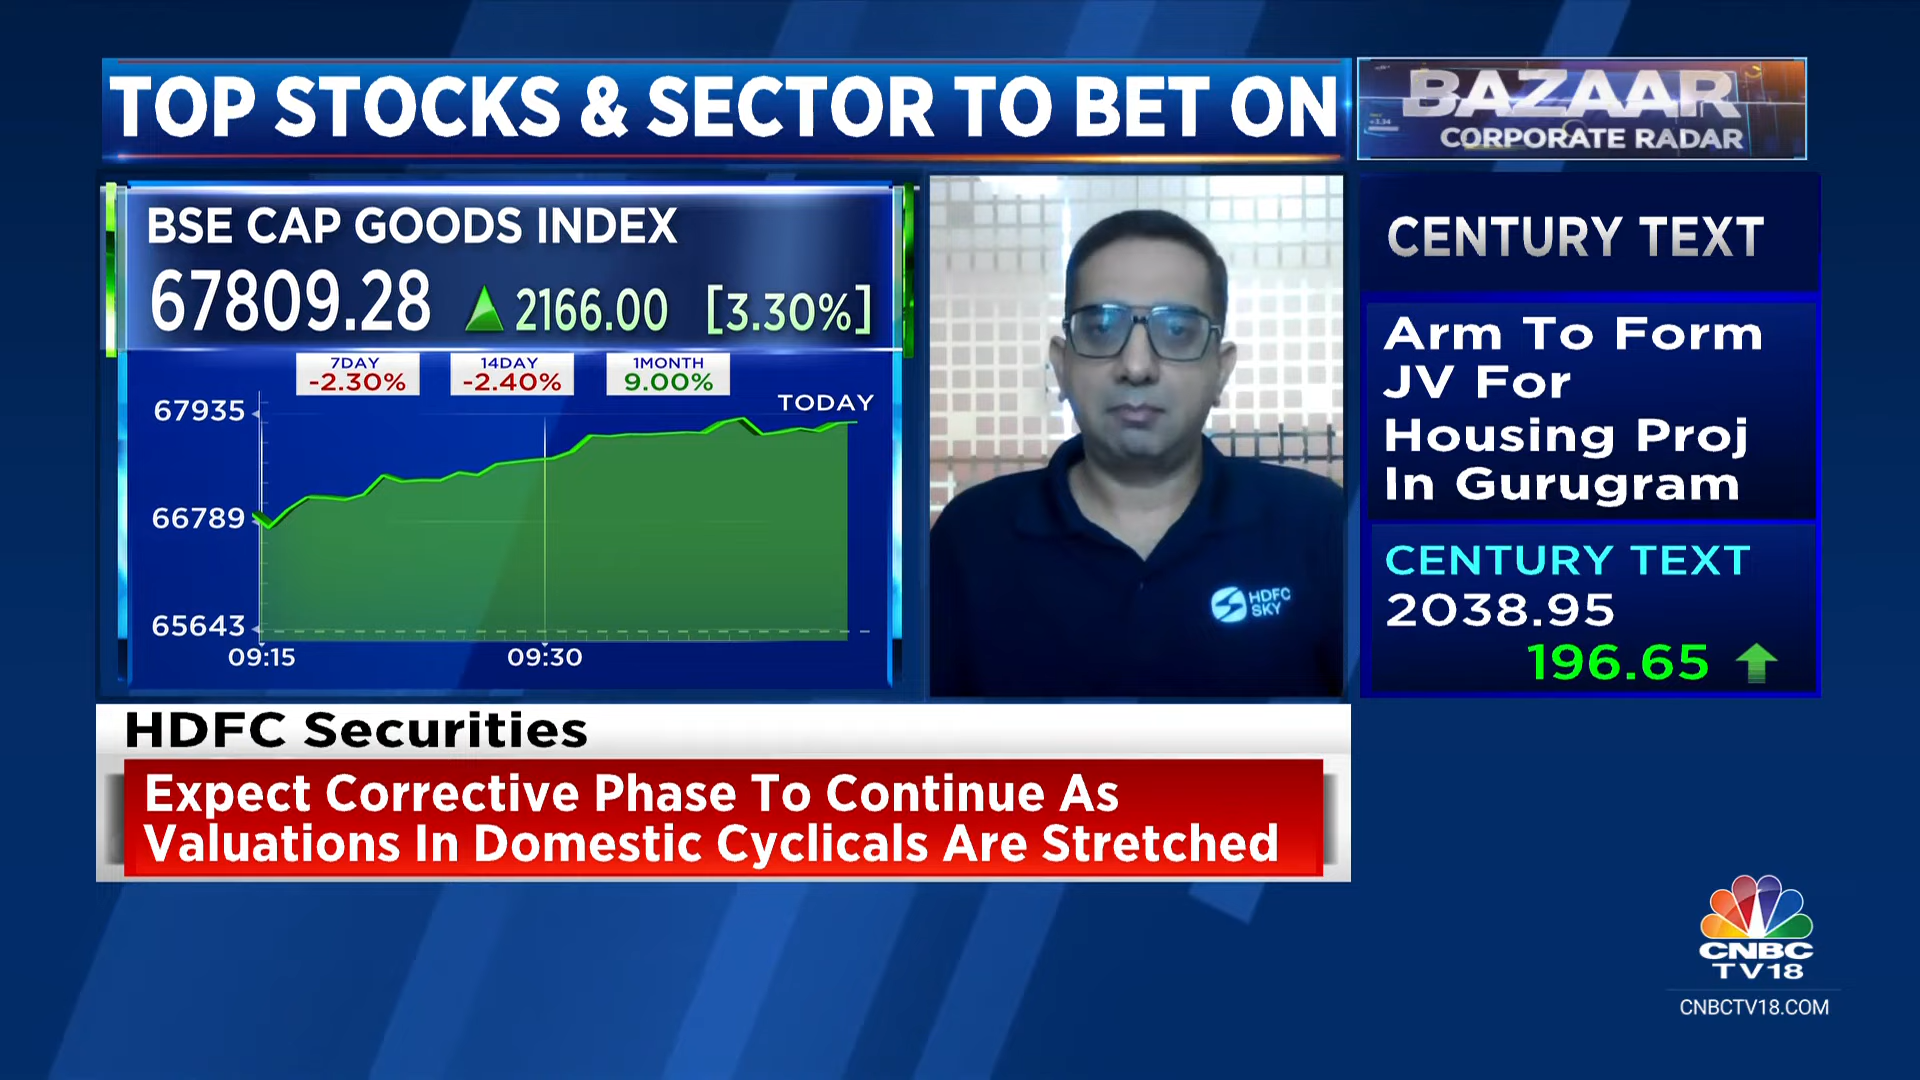 TOP STOCKS & SECTOR TO BET ON
BAZAAR
CORPORATE RADAR
BSE CAP GOODS INDEX
67809.28 ▲ 2166.00 [3.30%]
7DAY
-2.30%
14DAY
-2.40%
1MONTH
9.00%
TODAY
67935
66789
65643
09:15
09:30
HDFC
SKY
CENTURY TEXT
Arm To Form
JV For
Housing Proj
In Gurugram
CENTURY TEXT
2038.95
196.65
HDFC Securities
Expect Corrective Phase To Continue As
Valuations In Domestic Cyclicals Are Stretched
CNBC
TV18
CNBCTV18.COM